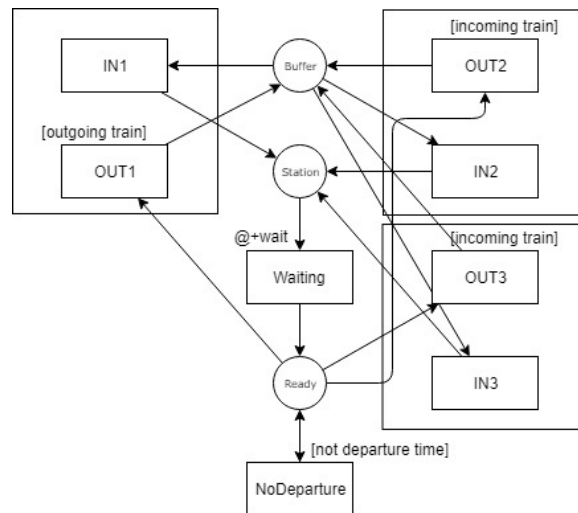 [incoming train]
IN1
Buffer
OUT2
[outgoing train]
OUT1
Station
IN2
@+wait
[incoming train]
Waiting
OUT3
Ready
IN3
[not departure time]
NoDeparture